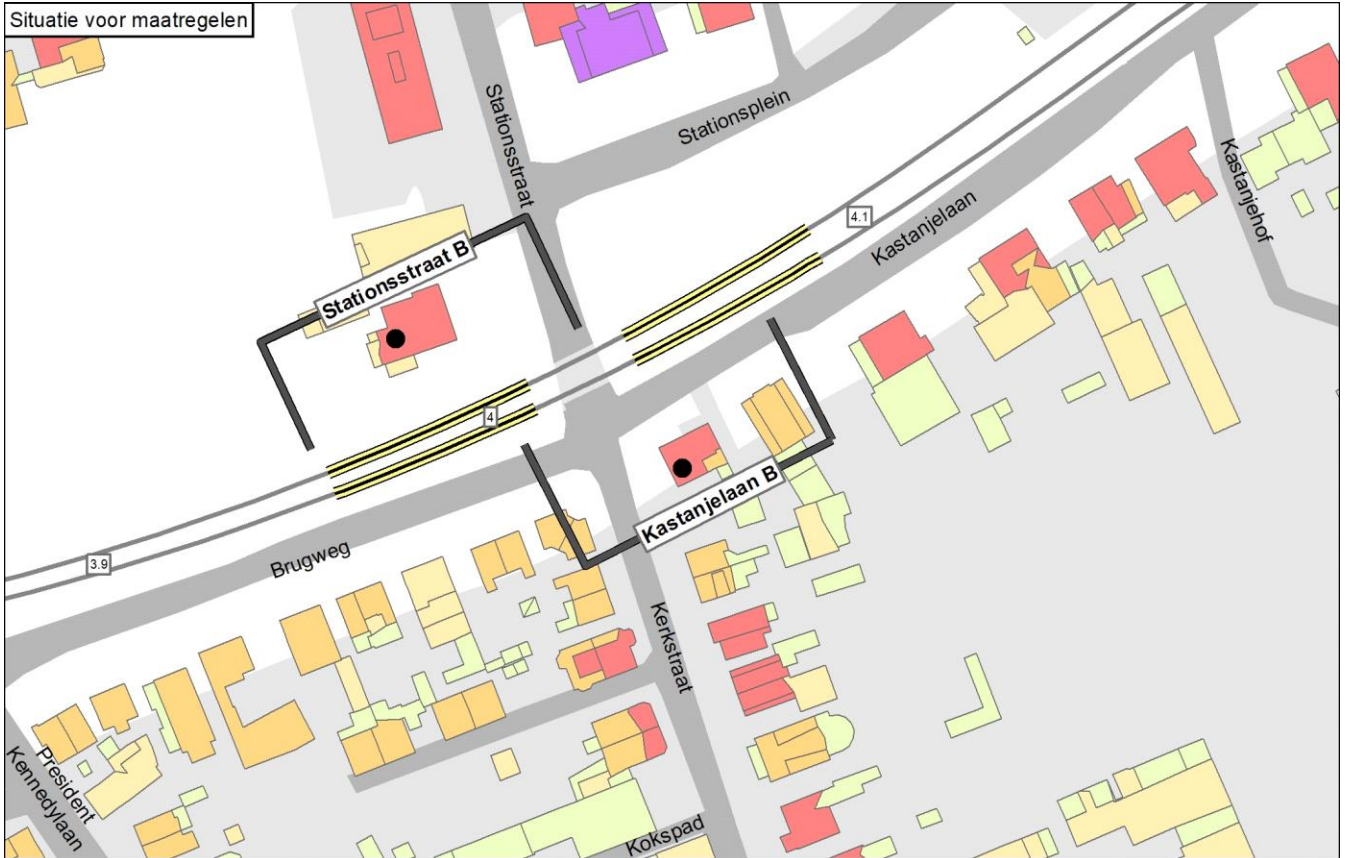 Situatie voor maatregelen
Stationsstraat
Stationsplein
Kastanjehof
4.1
Kastanjelaan
Stationsstraat B
4
Kastanjelaan B
3.9
Brugweg
Kerkstraat
President
Kennedylaan
Kokspad